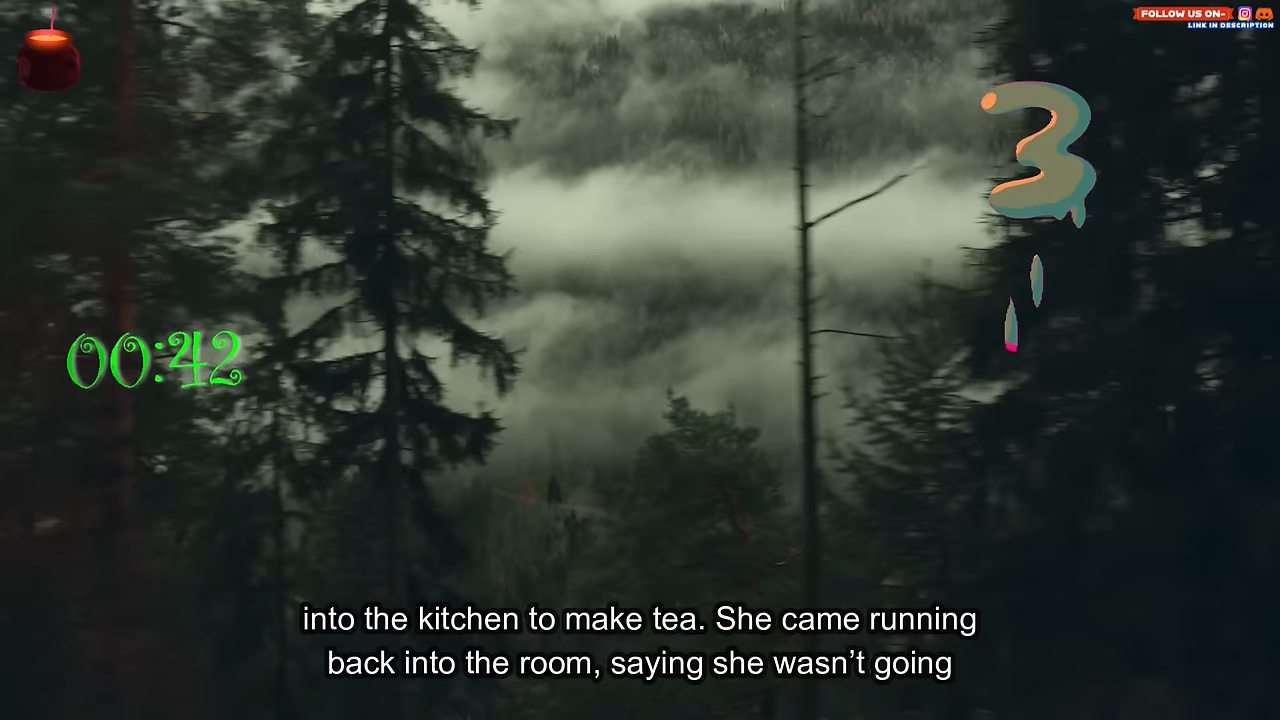 FOLLOW US ON-
LINK IN DESCRIPTION
3
00:42
into the kitchen to make tea. She came running
back into the room, saying she wasn’t going